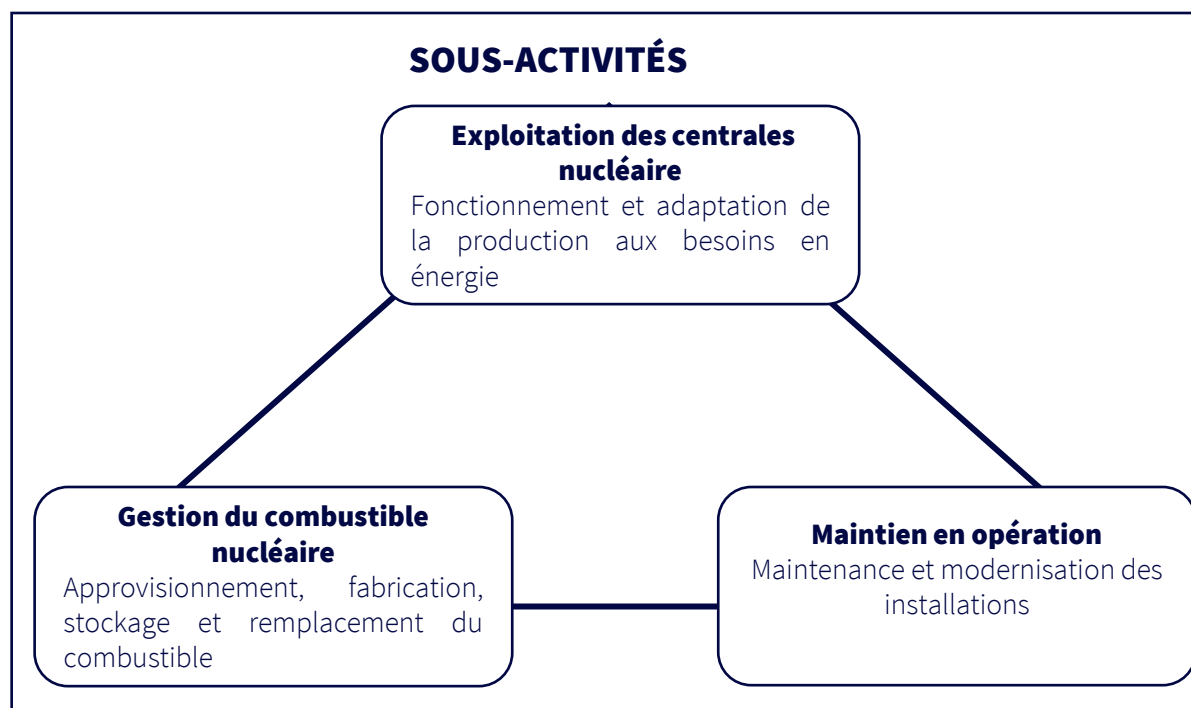 SOUS-ACTIVITÉS
Exploitation des centrales
nucléaire
Fonctionnement et adaptation de
la production aux besoins en
énergie
Gestion du combustible
nucléaire
Approvisionnement, fabrication,
stockage et remplacement du
combustible
Maintien en opération
Maintenance et modernisation des
installations